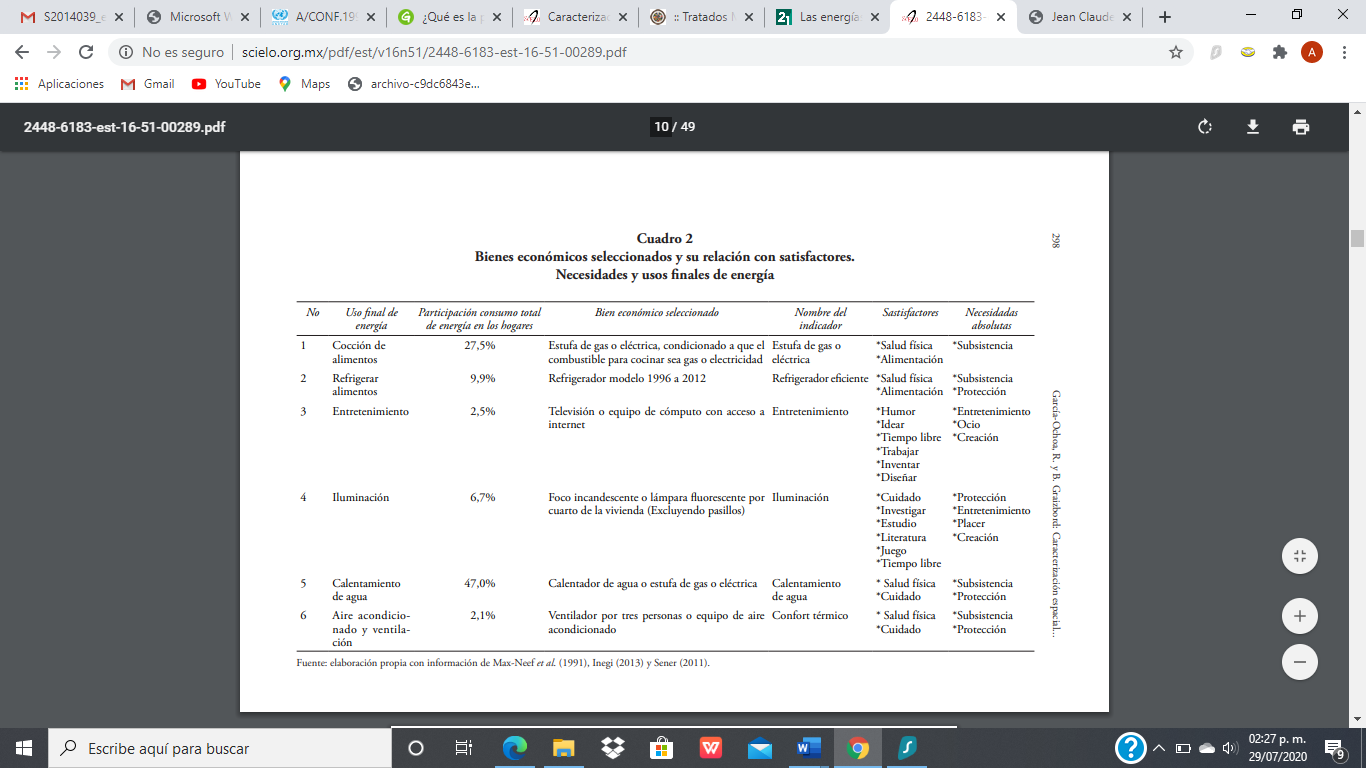 S2014039_e
Microsoft W
A/CONF.199
¿Qué es la p
Caracterizac
:: Tratados M
Las energías
2448-6183-
Jean Claude
No es seguro | scielo.org.mx/pdf/est/v16n51/2448-6183-est-16-51-00289.pdf
A
Aplicaciones
Gmail
YouTube
Maps
archivo-c9dc6843e...
2448-6183-est-16-51-00289.pdf
10 / 49
298
Cuadro 2
Bienes económicos seleccionados y su relación con satisfactores.
Necesidades y usos finales de energía
No Uso final de Participación consumo total Bien económico seleccionado Nombre del Sastisfactores Necesidadas
energía de energía en los hogares indicador absolutas
1 Cocción de 27,5% Estufa de gas o eléctrica, condicionado a que el Estufa de gas o *Salud física *Subsistencia
alimentos combustible para cocinar sea gas o electricidad eléctrica *Alimentación
2 Refrigerar 9,9% Refrigerador modelo 1996 a 2012 Refrigerador eficiente *Salud física *Subsistencia
alimentos *Alimentación *Protección
3 Entretenimiento 2,5% Televisión o equipo de cómputo con acceso a Entretenimiento *Humor *Entretenimiento
internet *Idear *Ocio
*Tiempo libre *Creación
*Trabajar
*Inventar
*Diseñar
4 Iluminación 6,7% Foco incandescente o lámpara fluorescente por Iluminación *Cuidado *Protección
cuarto de la vivienda (Excluyendo pasillos) *Investigar *Entretenimiento
*Estudio *Placer
*Literatura *Creación
*Juego
*Tiempo libre
5 Calentamiento 47,0% Calentador de agua o estufa de gas o eléctrica Calentamiento * Salud física *Subsistencia
de agua de agua *Cuidado *Protección
6 Aire acondicio- 2,1% Ventilador por tres personas o equipo de aire Confort térmico * Salud física *Subsistencia
nado y ventila- acondicionado *Cuidado *Protección
ción
Fuente: elaboración propia con información de Max-Neef et al. (1991), Inegi (2013) y Sener (2011).
García-Ochoa, R. y B. Graizbord: Caracterización espacial...
Escribe aquí para buscar
02:27 p. m.
29/07/2020
9